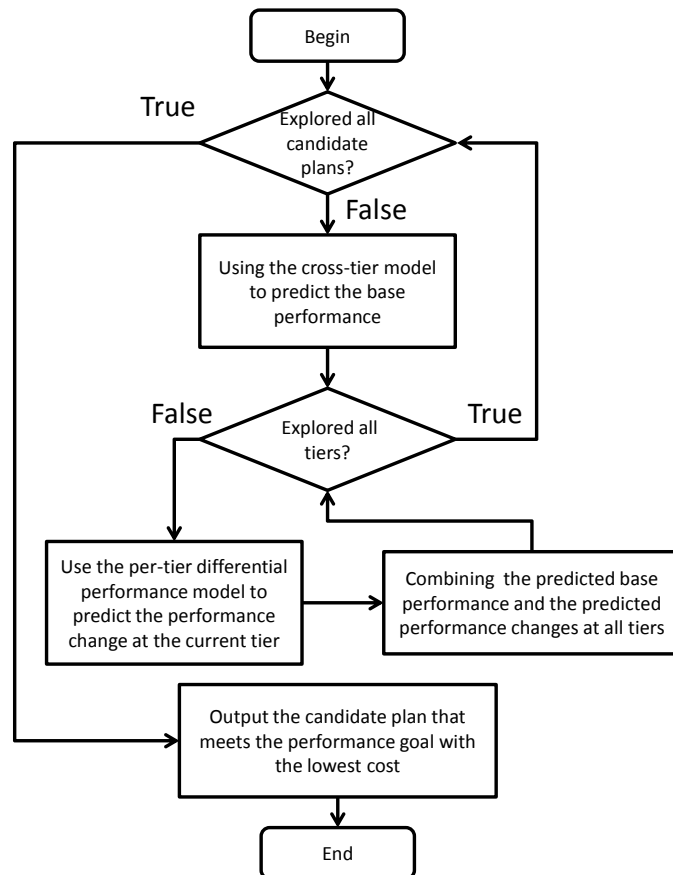 Begin
True
Explored all
candidate
plans?
False
Using the cross-tier model
to predict the base
performance
False
True
Explored all
tiers?
Use the per-tier differential
performance model to
predict the performance
change at the current tier
Combining  the predicted base
performance and the predicted
performance changes at all tiers
Output the candidate plan that
meets the performance goal with
the lowest cost
End